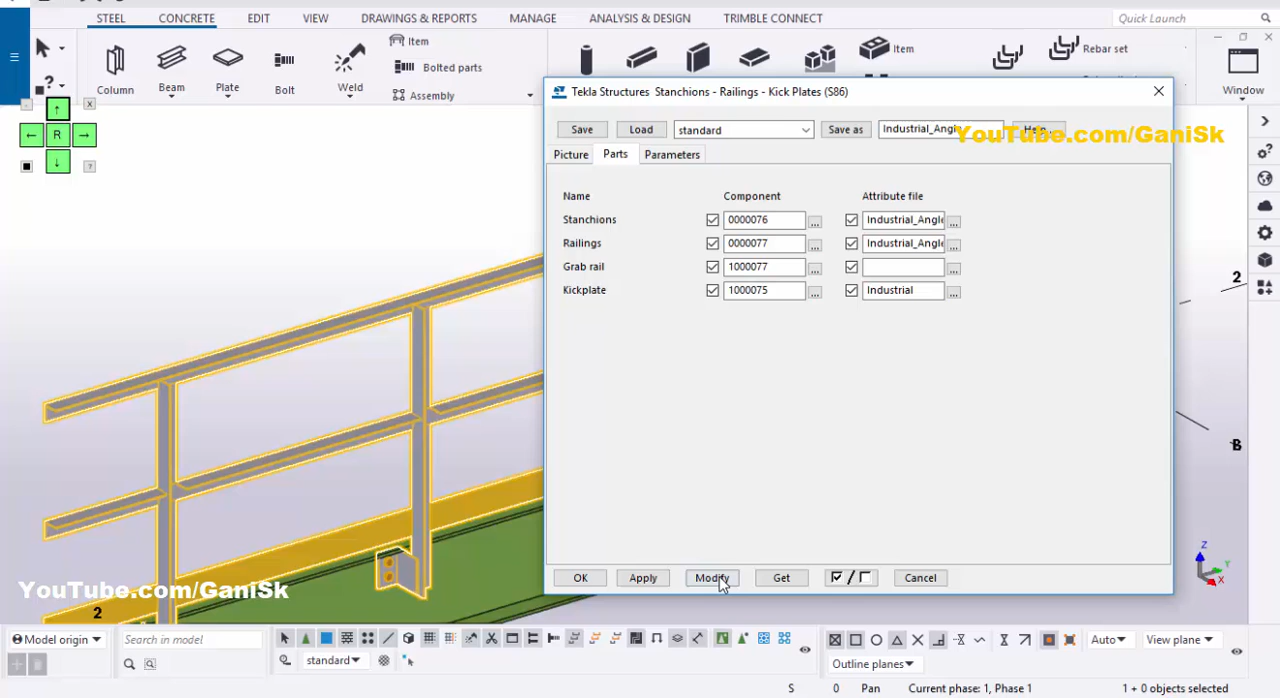 STEEL CONCRETE EDIT VIEW DRAWINGS & REPORTS MANAGE ANALYSIS & DESIGN TRIMBLE CONNECT Quick Launch
Item
Bolted parts
Assembly
Column Beam Plate Bolt Weld
Item
Rebar set
Window
X
R
?
Tekla Structures Stanchions - Railings - Kick Plates (S86)
Save Load standard Save as
YouTube.com/GaniSk
Picture Parts Parameters
Name Component Attribute file
Stanchions 0000076 Industrial_Angle
Railings 0000077 Industrial_Angle
Grab rail 1000077
Kickplate 1000075 Industrial
2
B
OK Apply Modify Get / Cancel
Z
Y
X
YouTube.com/GaniSk
2
Model origin Search in model
standard
Auto View plane
Outline planes
S 0 Pan Current phase: 1, Phase 1 1 + 0 objects selected